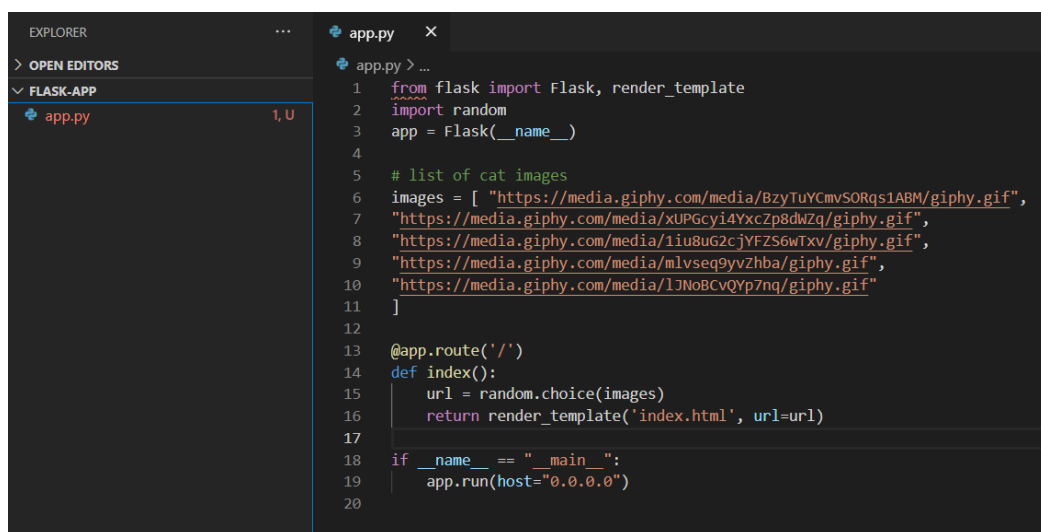 EXPLORER ...
OPEN EDITORS
FLASK-APP
app.py 1, U
app.py
app.py > ...
1 from flask import Flask, render_template
2 import random
3 app = Flask(__name__)
4
5 # list of cat images
6 images = [ "https://media.giphy.com/media/BzyTuYCmvSORqs1ABM/giphy.gif",
7 "https://media.giphy.com/media/xUPGcyi4YxcZp8dWZq/giphy.gif",
8 "https://media.giphy.com/media/1iu8uG2cjYFZS6wTxv/giphy.gif",
9 "https://media.giphy.com/media/mlvseq9yvZhba/giphy.gif",
10 "https://media.giphy.com/media/lJNoBCvQYp7nq/giphy.gif"
11 ]
12
13 @app.route('/')
14 def index():
15     url = random.choice(images)
16     return render_template('index.html', url=url)
17
18 if __name__ == "__main__":
19     app.run(host="0.0.0.0")
20